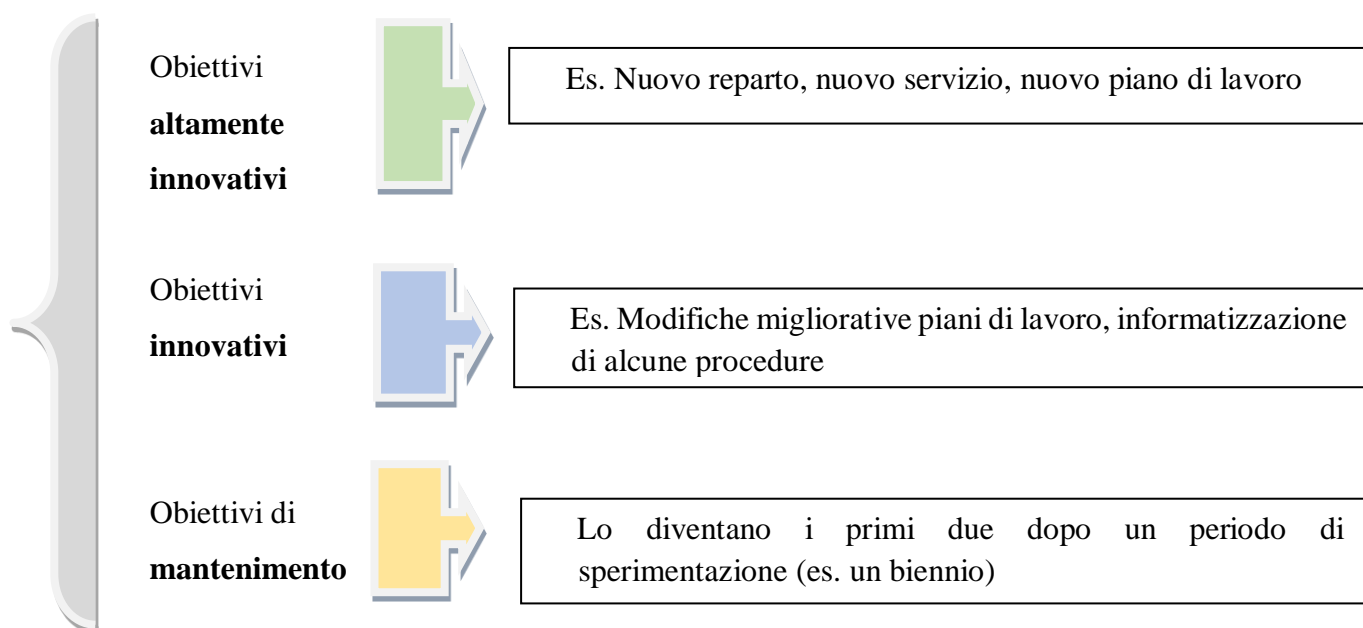 Obiettivi
altamente
innovativi
Es. Nuovo reparto, nuovo servizio, nuovo piano di lavoro
Obiettivi
innovativi
Es. Modifiche migliorative piani di lavoro, informatizzazione
di alcune procedure
Obiettivi di
mantenimento
Lo diventano i primi due dopo un periodo di
sperimentazione (es. un biennio)